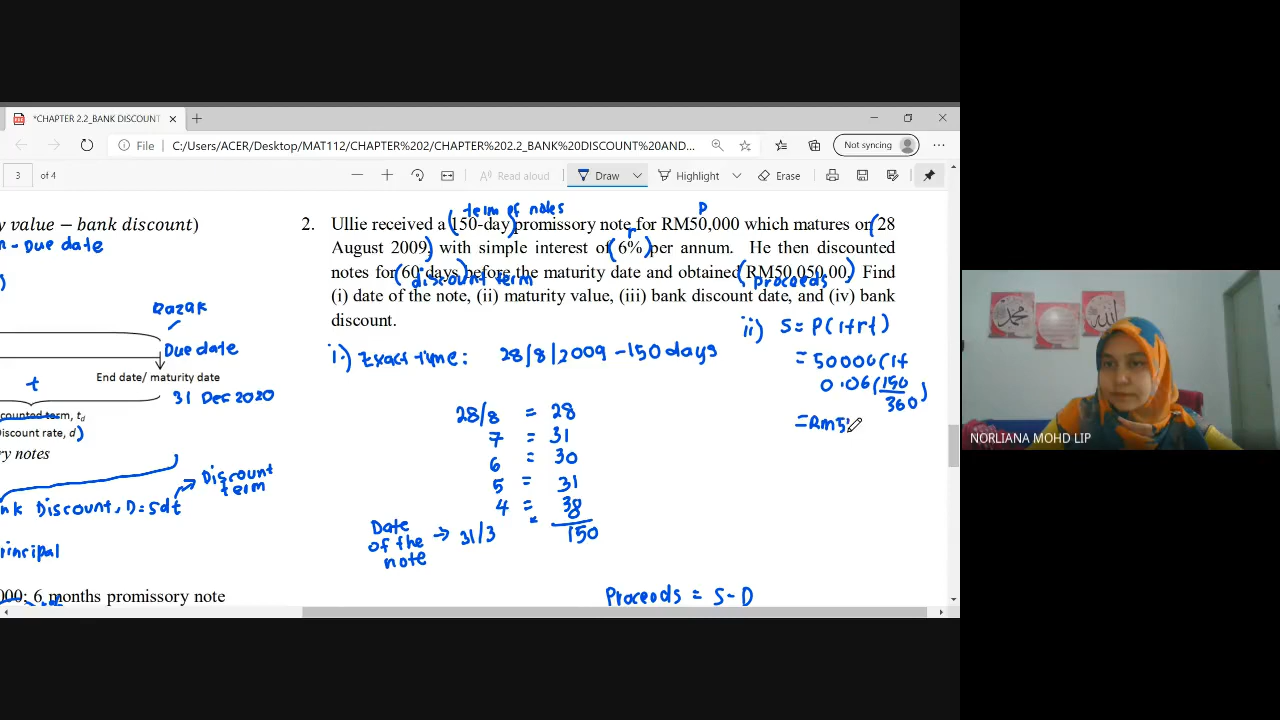 *CHAPTER 2.2_BANK DISCOUNT
File
C:/Users/ACER/Desktop/MAT112/CHAPTER%202/CHAPTER%202.2_BANK%20DISCOUNT%20AND...
Not syncing
3 of 4
Read aloud
Draw
Highlight
Erase
y value – bank discount)
m - Due date
Razak
Due date
End date/ maturity date
t
31 Dec 2020
counted term, t_d
Discount rate, d)
ry notes
Discount term
nk Discount, D = Sdt
rincipal
000; 6 months promissory note
term of notes
P
2. Ullie received a (150-day) promissory note for RM50,000 which matures on (28
r
August 2009) with simple interest of (6%) per annum. He then discounted
notes for (60 days) before the maturity date and obtained (RM50,050.00). Find
discount term
proceeds
(i) date of the note, (ii) maturity value, (iii) bank discount date, and (iv) bank
discount.
i.) Exact time: 28/8/2009 - 150 days
28/8 = 28
7 = 31
6 = 30
5 = 31
4 = 38
31/3 150
Date of the note →
ii) S = P(1+rt)
= 50000(1+
0.06(150/360)
= RM51
Proceeds = S - D
NORLIANA MOHD LIP